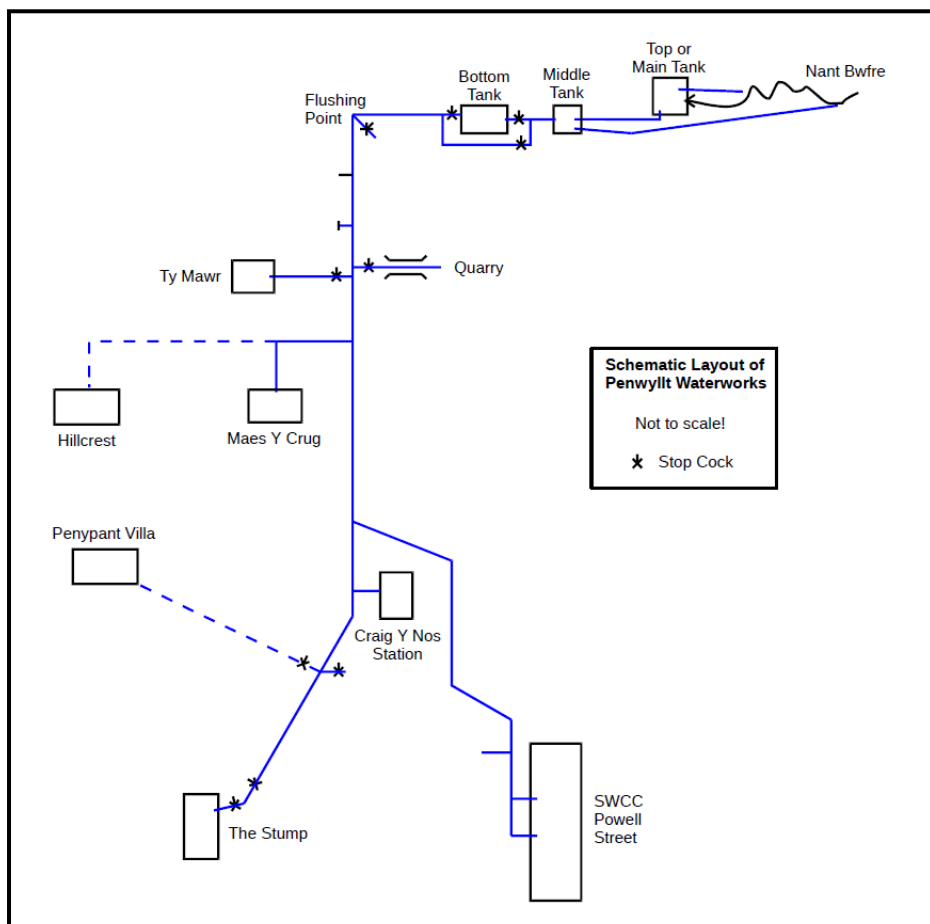 Top or
Main Tank
Nant Bwfre
Bottom
Tank
Middle
Tank
Flushing
Point
Ty Mawr
Quarry
Schematic Layout of
Penwyllt Waterworks
Not to scale!
Stop Cock
Hillcrest
Maes Y Crug
Penypant Villa
Craig Y Nos
Station
The Stump
SWCC
Powell
Street